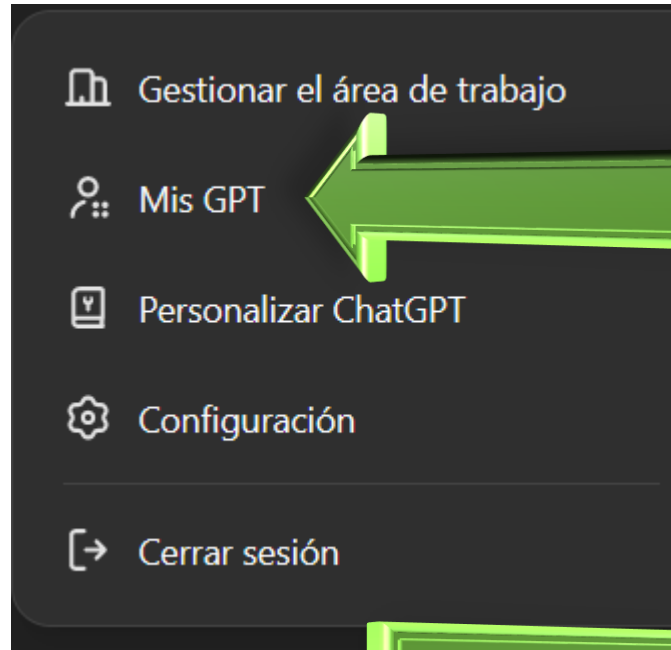 Gestionar el área de trabajo
Mis GPT
Personalizar ChatGPT
Configuración
Cerrar sesión